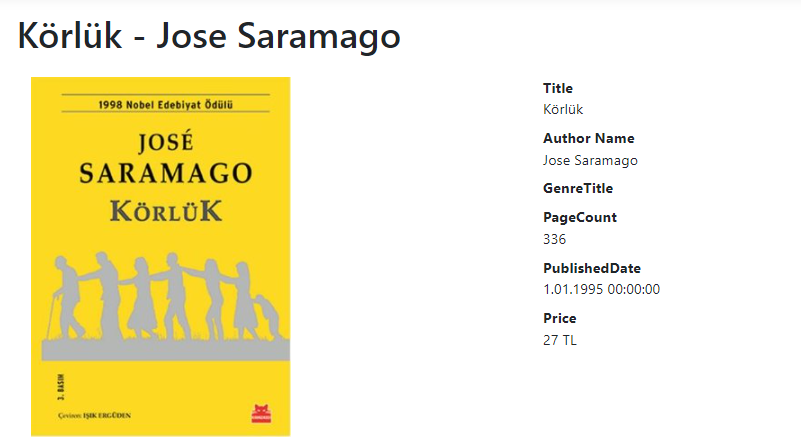 Körlük - Jose Saramago
1998 Nobel Edebiyat Ödülü
JOSÉ
SARAMAGO
KÖRLÜK
3. BASIM
Çeviren: IŞIK ERGÜDEN
Title
Körlük
Author Name
Jose Saramago
GenreTitle
PageCount
336
PublishedDate
1.01.1995 00:00:00
Price
27 TL